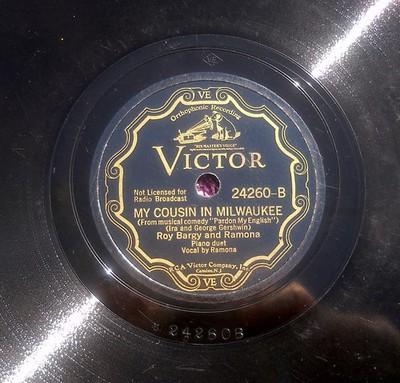 VE
Orthophonic Recording
"HIS MASTER'S VOICE"
VICTOR
Not Licensed for
Radio Broadcast
24260-B
MY COUSIN IN MILWAUKEE
(From musical comedy "Pardon My English")
(Ira and George Gershwin)
Roy Bargy and Ramona
Piano duet
Vocal by Ramona
RCA Victor Company, Inc.
Camden, N.J.
VE
24260B